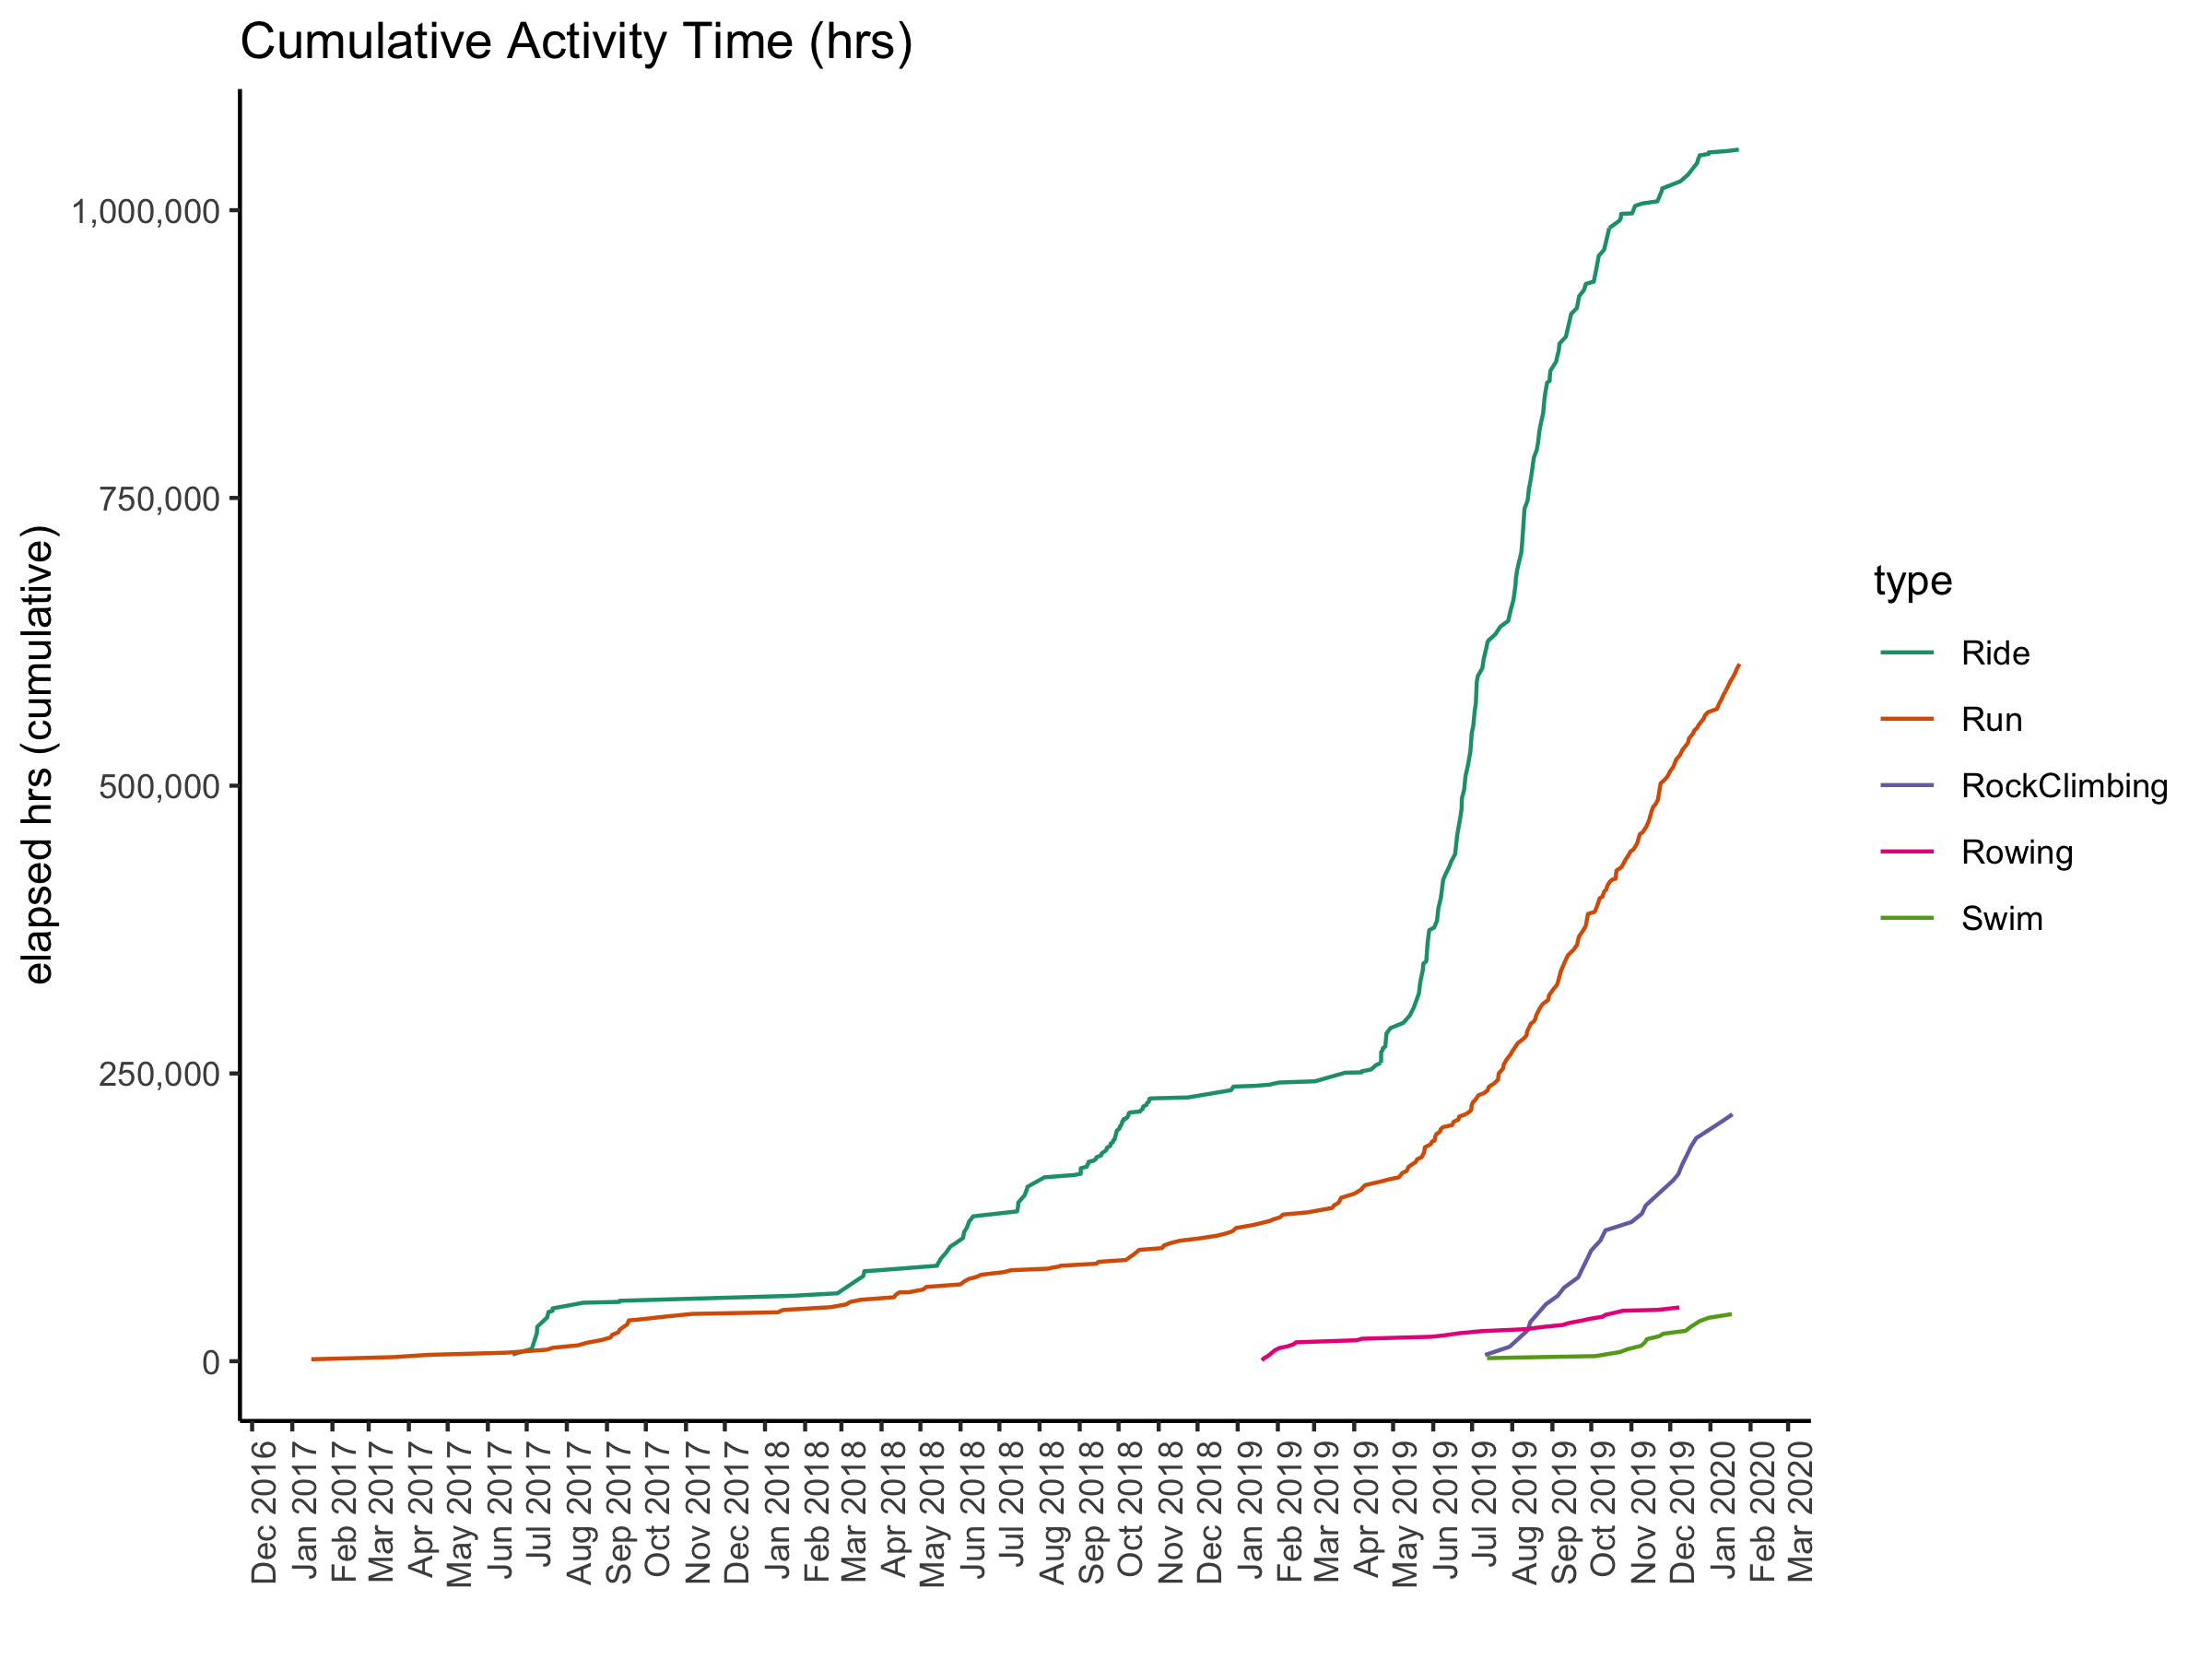 Cumulative Activity Time (hrs)
elapsed hrs (cumulative)
1,000,000
750,000
500,000
250,000
0
Dec 2016
Jan 2017
Feb 2017
Mar 2017
Apr 2017
May 2017
Jun 2017
Jul 2017
Aug 2017
Sep 2017
Oct 2017
Nov 2017
Dec 2017
Jan 2018
Feb 2018
Mar 2018
Apr 2018
May 2018
Jun 2018
Jul 2018
Aug 2018
Sep 2018
Oct 2018
Nov 2018
Dec 2018
Jan 2019
Feb 2019
Mar 2019
Apr 2019
May 2019
Jun 2019
Jul 2019
Aug 2019
Sep 2019
Oct 2019
Nov 2019
Dec 2019
Jan 2020
Feb 2020
Mar 2020
type
Ride
Run
RockClimbing
Rowing
Swim